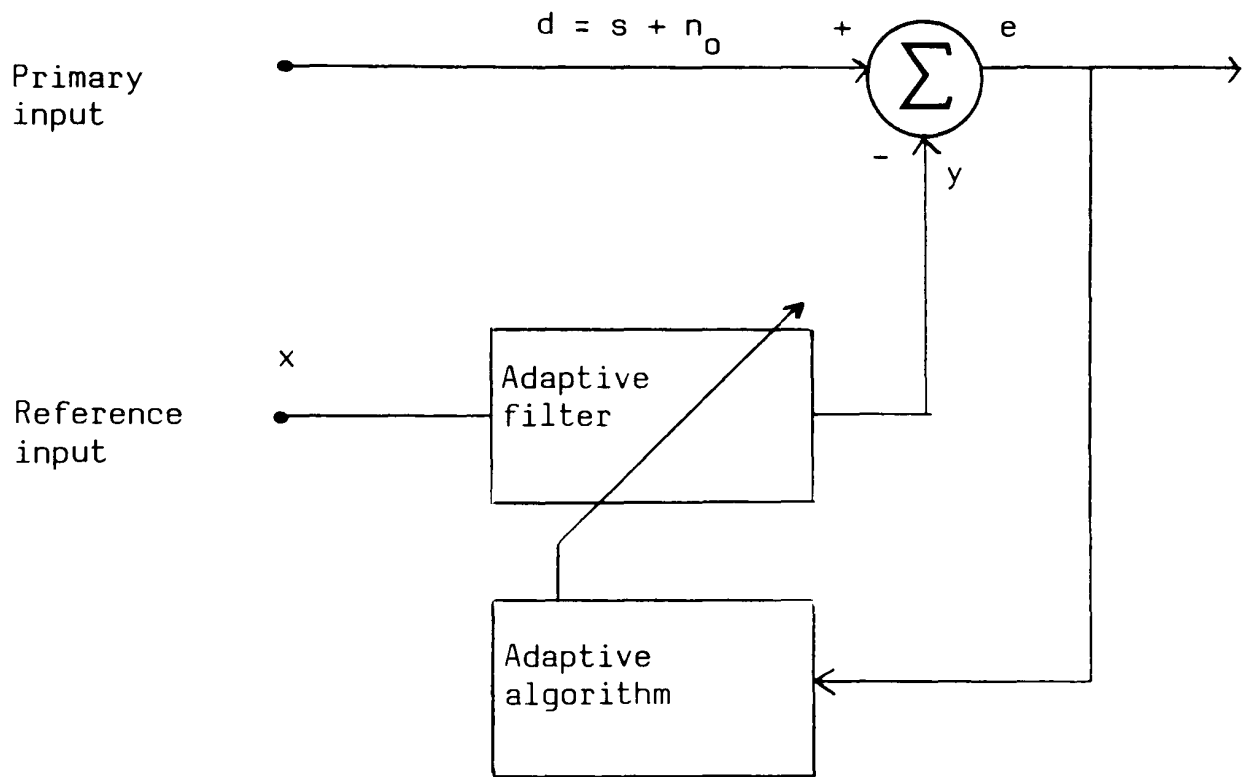 d = s + n₀
+
e
Σ
Primary
input
-
y
x
Adaptive
filter
Reference
input
Adaptive
algorithm